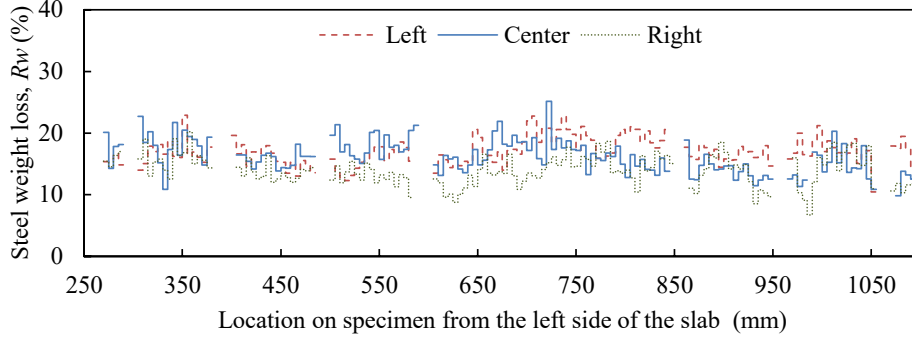 40
30
20
10
0
Steel weight loss, Rw (%)
Left Center Right
250 350 450 550 650 750 850 950 1050
Location on specimen from the left side of the slab (mm)